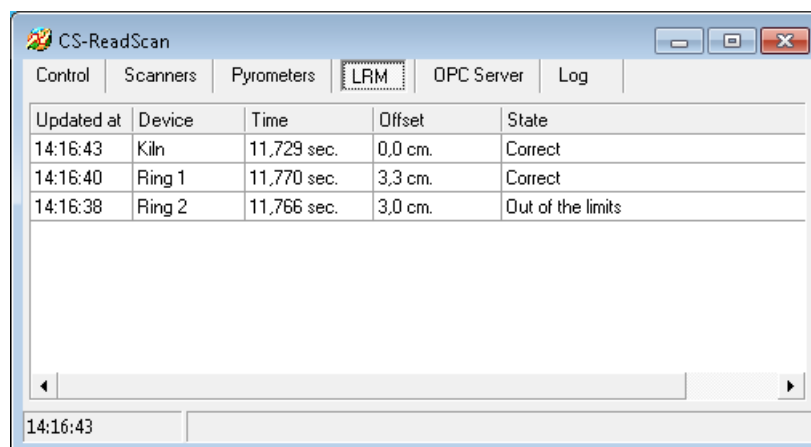 CS-ReadScan
Control Scanners Pyrometers LRM OPC Server Log
Updated at Device Time Offset State
14:16:43 Kiln 11,729 sec. 0,0 cm. Correct
14:16:40 Ring 1 11,770 sec. 3,3 cm. Correct
14:16:38 Ring 2 11,766 sec. 3,0 cm. Out of the limits
14:16:43